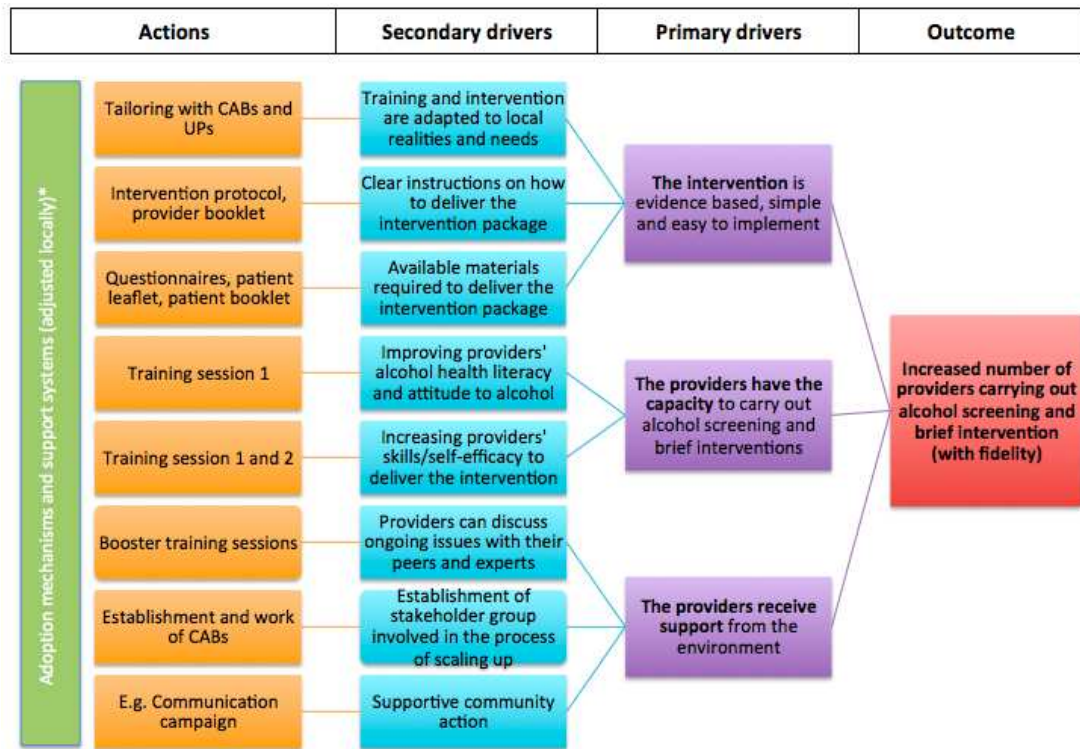 Actions
Secondary drivers
Primary drivers
Outcome
Adoption mechanisms and support systems (adjusted locally)*
Tailoring with CABs and
UPs
Training and intervention
are adapted to local
realities and needs
Intervention protocol,
provider booklet
Clear instructions on how
to deliver the
intervention package
Questionnaires, patient
leaflet, patient booklet
Available materials
required to deliver the
intervention package
The intervention is
evidence based, simple
and easy to implement
Training session 1
Improving providers'
alcohol health literacy
and attitude to alcohol
Training session 1 and 2
Increasing providers'
skills/self-efficacy to
deliver the intervention
The providers have the
capacity to carry out
alcohol screening and
brief interventions
Booster training sessions
Providers can discuss
ongoing issues with their
peers and experts
Establishment and work
of CABs
Establishment of
stakeholder group
involved in the process
of scaling up
E.g. Communication
campaign
Supportive community
action
The providers receive
support from the
environment
Increased number of
providers carrying out
alcohol screening and
brief intervention
(with fidelity)